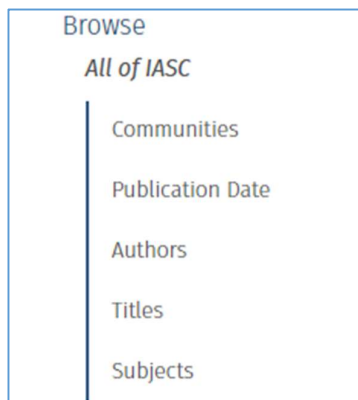 Browse
All of IASC
Communities
Publication Date
Authors
Titles
Subjects